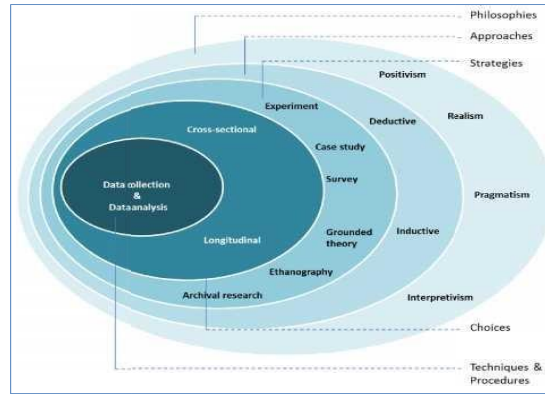 Philosophies
Approaches
Strategies
Positivism
Experiment
Realism
Deductive
Cross-sectional
Case study
Survey
Data collection
&
Dataanalysis
Pragmatism
Grounded
theory
Inductive
Longitudinal
Ethanography
Archival research
Interpretivism
Choices
Techniques &
Procedures